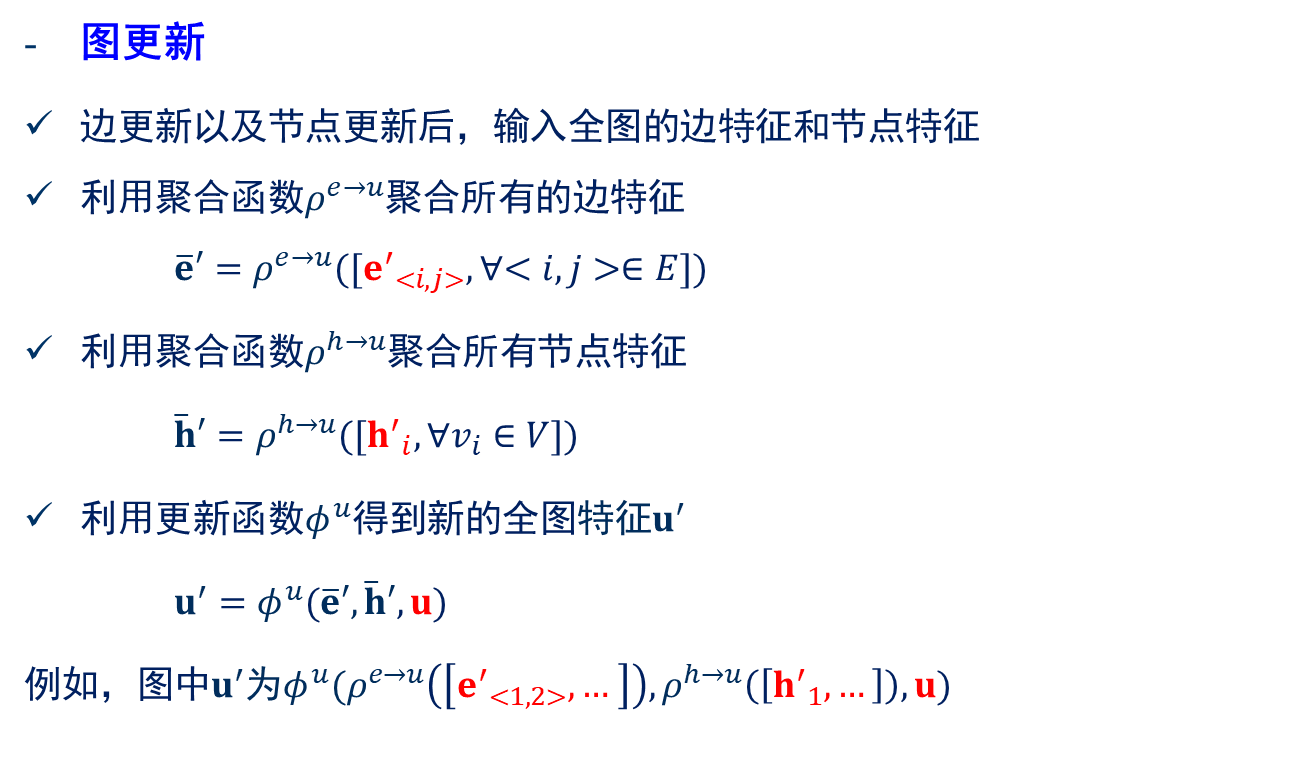 - 图更新
✓ 边更新以及节点更新后，输入全图的边特征和节点特征
✓ 利用聚合函数ρ^{e→u}聚合所有的边特征
ē′ = ρ^{e→u}([e′_{<i,j>}, ∀< i, j >∈ E])
✓ 利用聚合函数ρ^{h→u}聚合所有节点特征
h̄′ = ρ^{h→u}([h′_i, ∀v_i ∈ V])
✓ 利用更新函数ϕ^u得到新的全图特征u′
u′ = ϕ^u(ē′, h̄′, u)
例如，图中u′为ϕ^u(ρ^{e→u}([e′_{<1,2>}, … ]), ρ^{h→u}([h′_1, … ]), u)